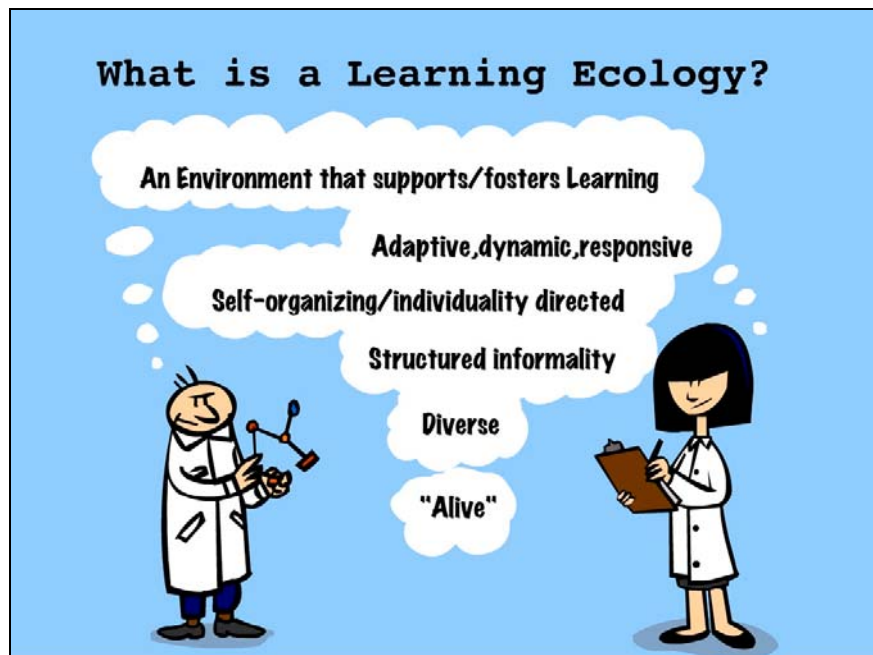 What is a Learning Ecology?
An Environment that supports/fosters Learning
Adaptive,dynamic,responsive
Self-organizing/individuality directed
Structured informality
Diverse
"Alive"